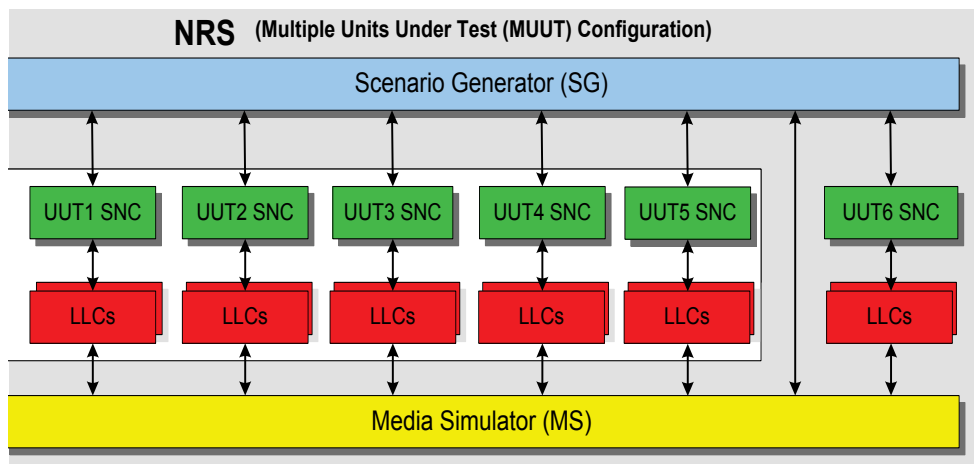 NRS (Multiple Units Under Test (MUUT) Configuration)
Scenario Generator (SG)
UUT1 SNC UUT2 SNC UUT3 SNC UUT4 SNC UUT5 SNC UUT6 SNC
LLCs LLCs LLCs LLCs LLCs LLCs
Media Simulator (MS)